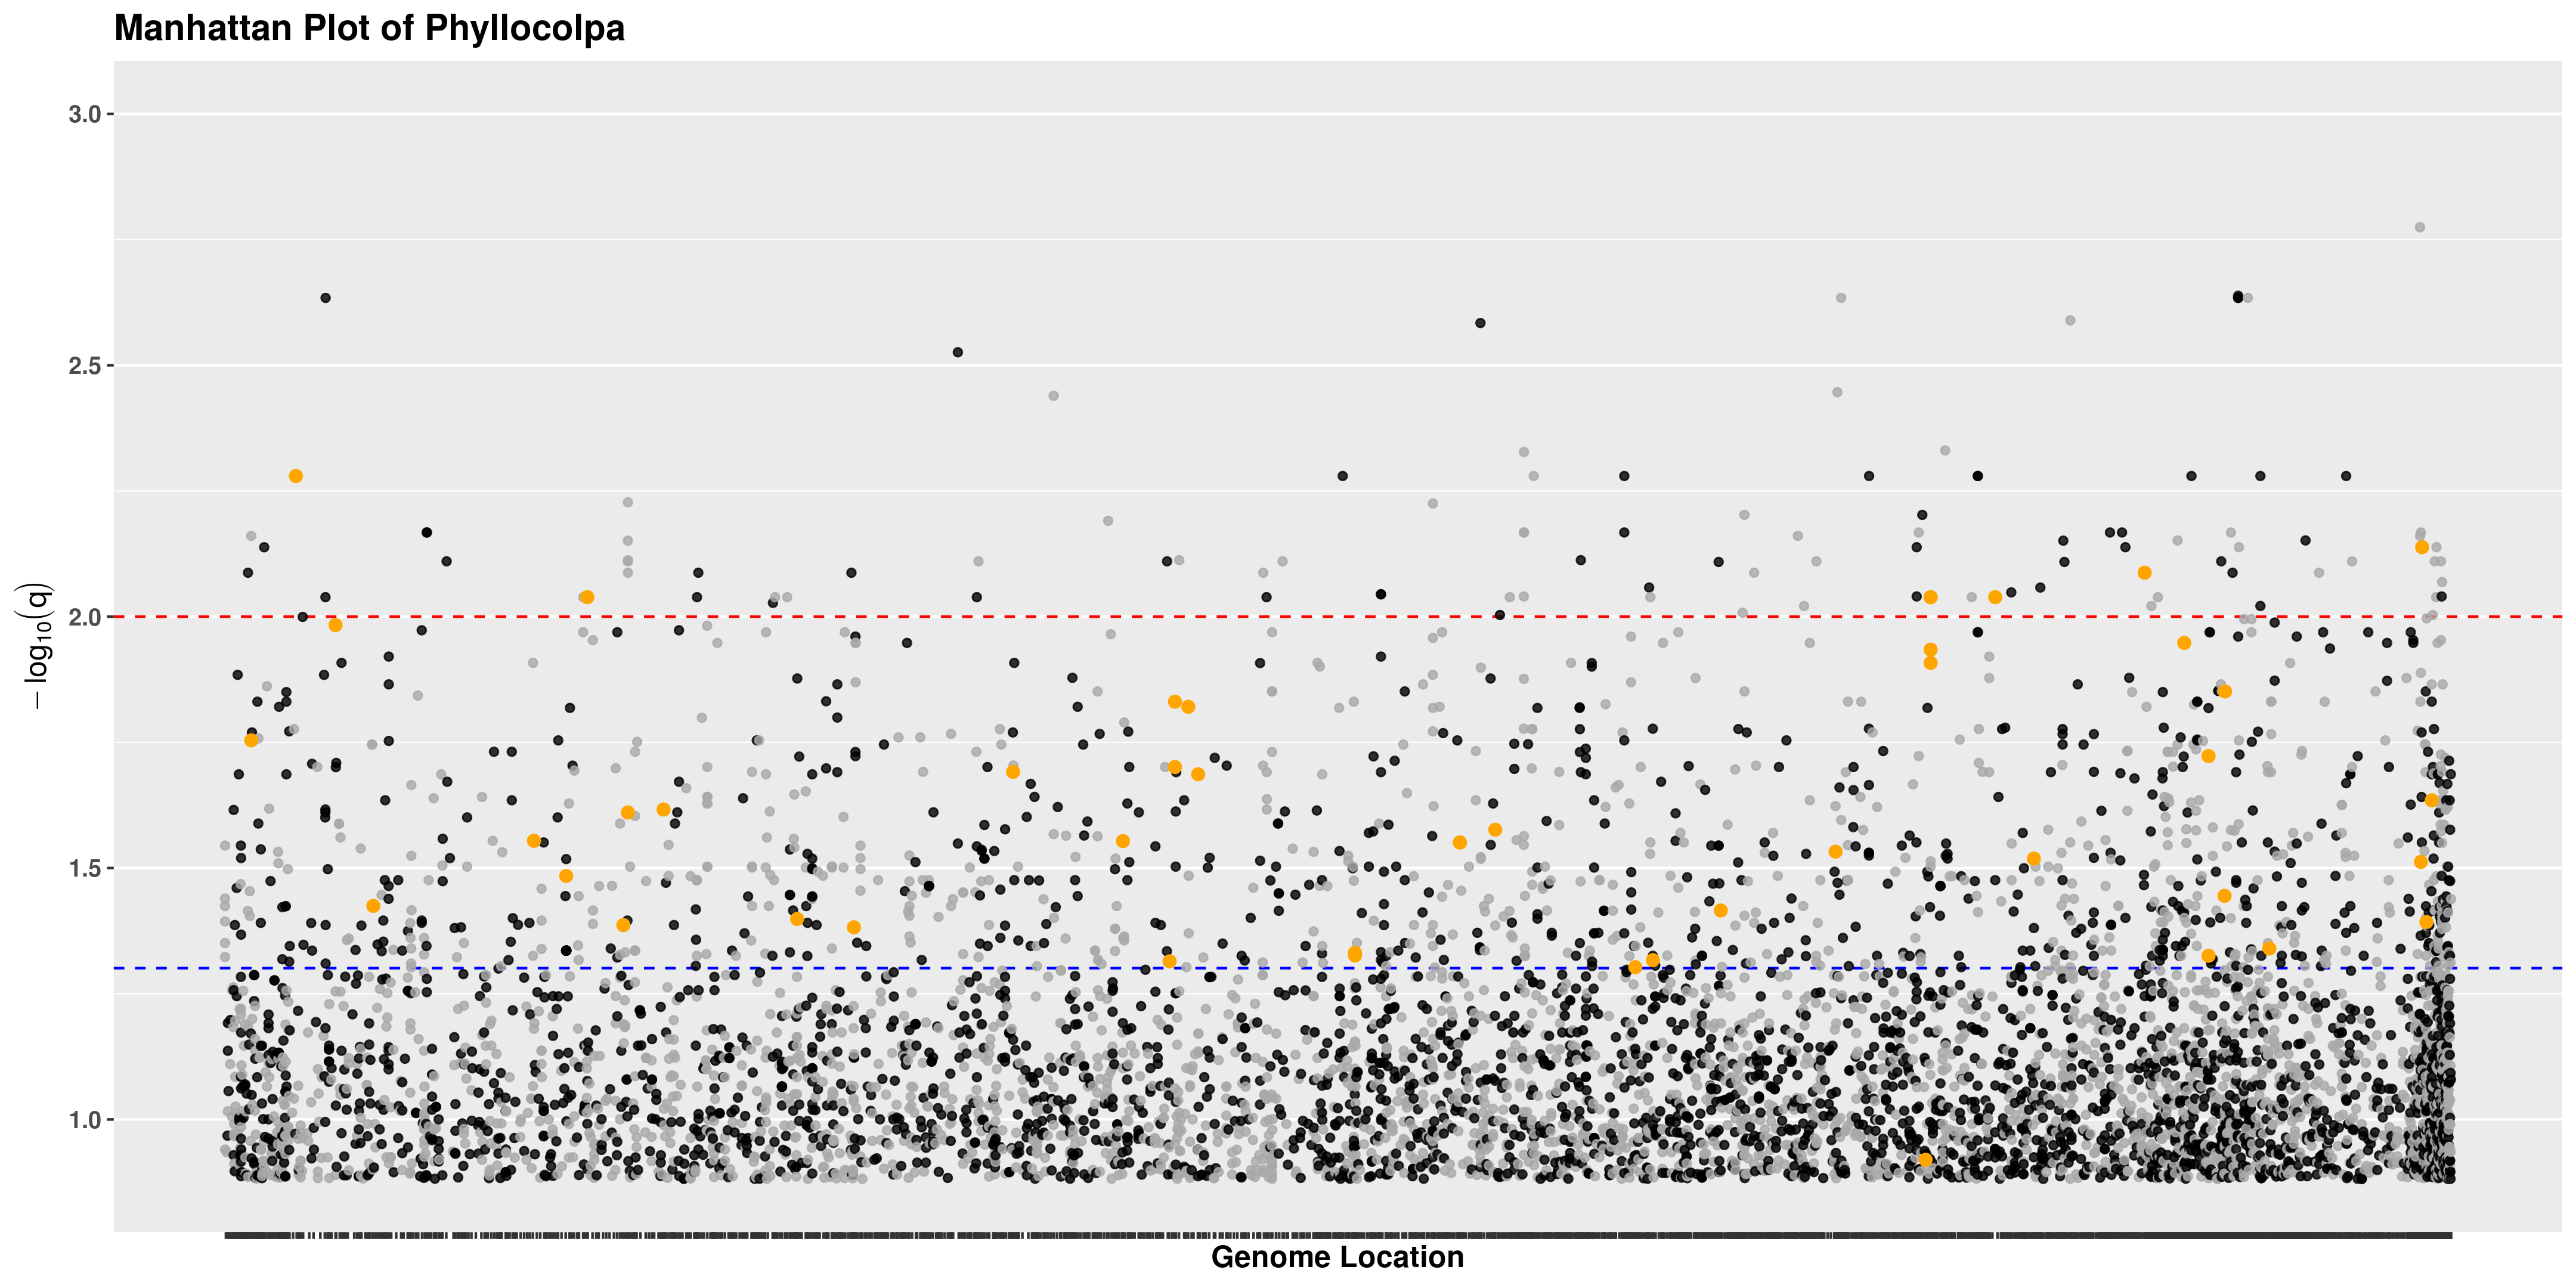 Manhattan Plot of Phyllocolpa
3.0
2.5
2.0
1.5
1.0
− log₁₀(q)
Genome Location